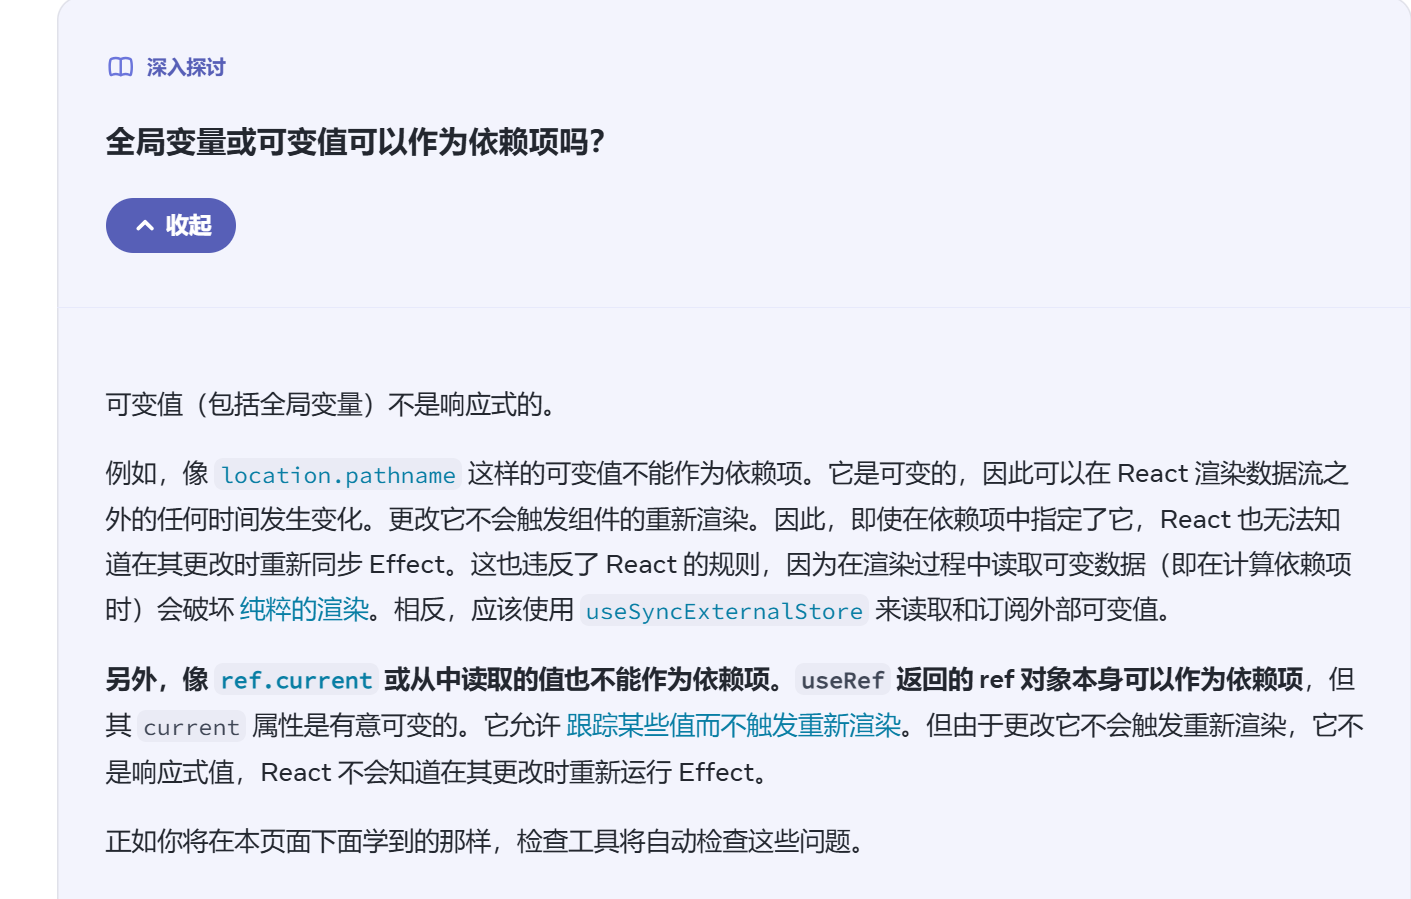 深入探讨
全局变量或可变值可以作为依赖项吗?
收起
可变值（包括全局变量）不是响应式的。
例如，像 location.pathname 这样的可变值不能作为依赖项。它是可变的，因此可以在 React 渲染数据流之
外的任何时间发生变化。更改它不会触发组件的重新渲染。因此，即使在依赖项中指定了它，React 也无法知
道在其更改时重新同步 Effect。这也违反了 React 的规则，因为在渲染过程中读取可变数据（即在计算依赖项
时）会破坏 纯粹的渲染。相反，应该使用 useSyncExternalStore 来读取和订阅外部可变值。
另外，像 ref.current 或从中读取的值也不能作为依赖项。useRef 返回的 ref 对象本身可以作为依赖项，但
其 current 属性是有意可变的。它允许 跟踪某些值而不触发重新渲染。但由于更改它不会触发重新渲染，它不
是响应式值，React 不会知道在其更改时重新运行 Effect。
正如你将在本页面下面学到的那样，检查工具将自动检查这些问题。